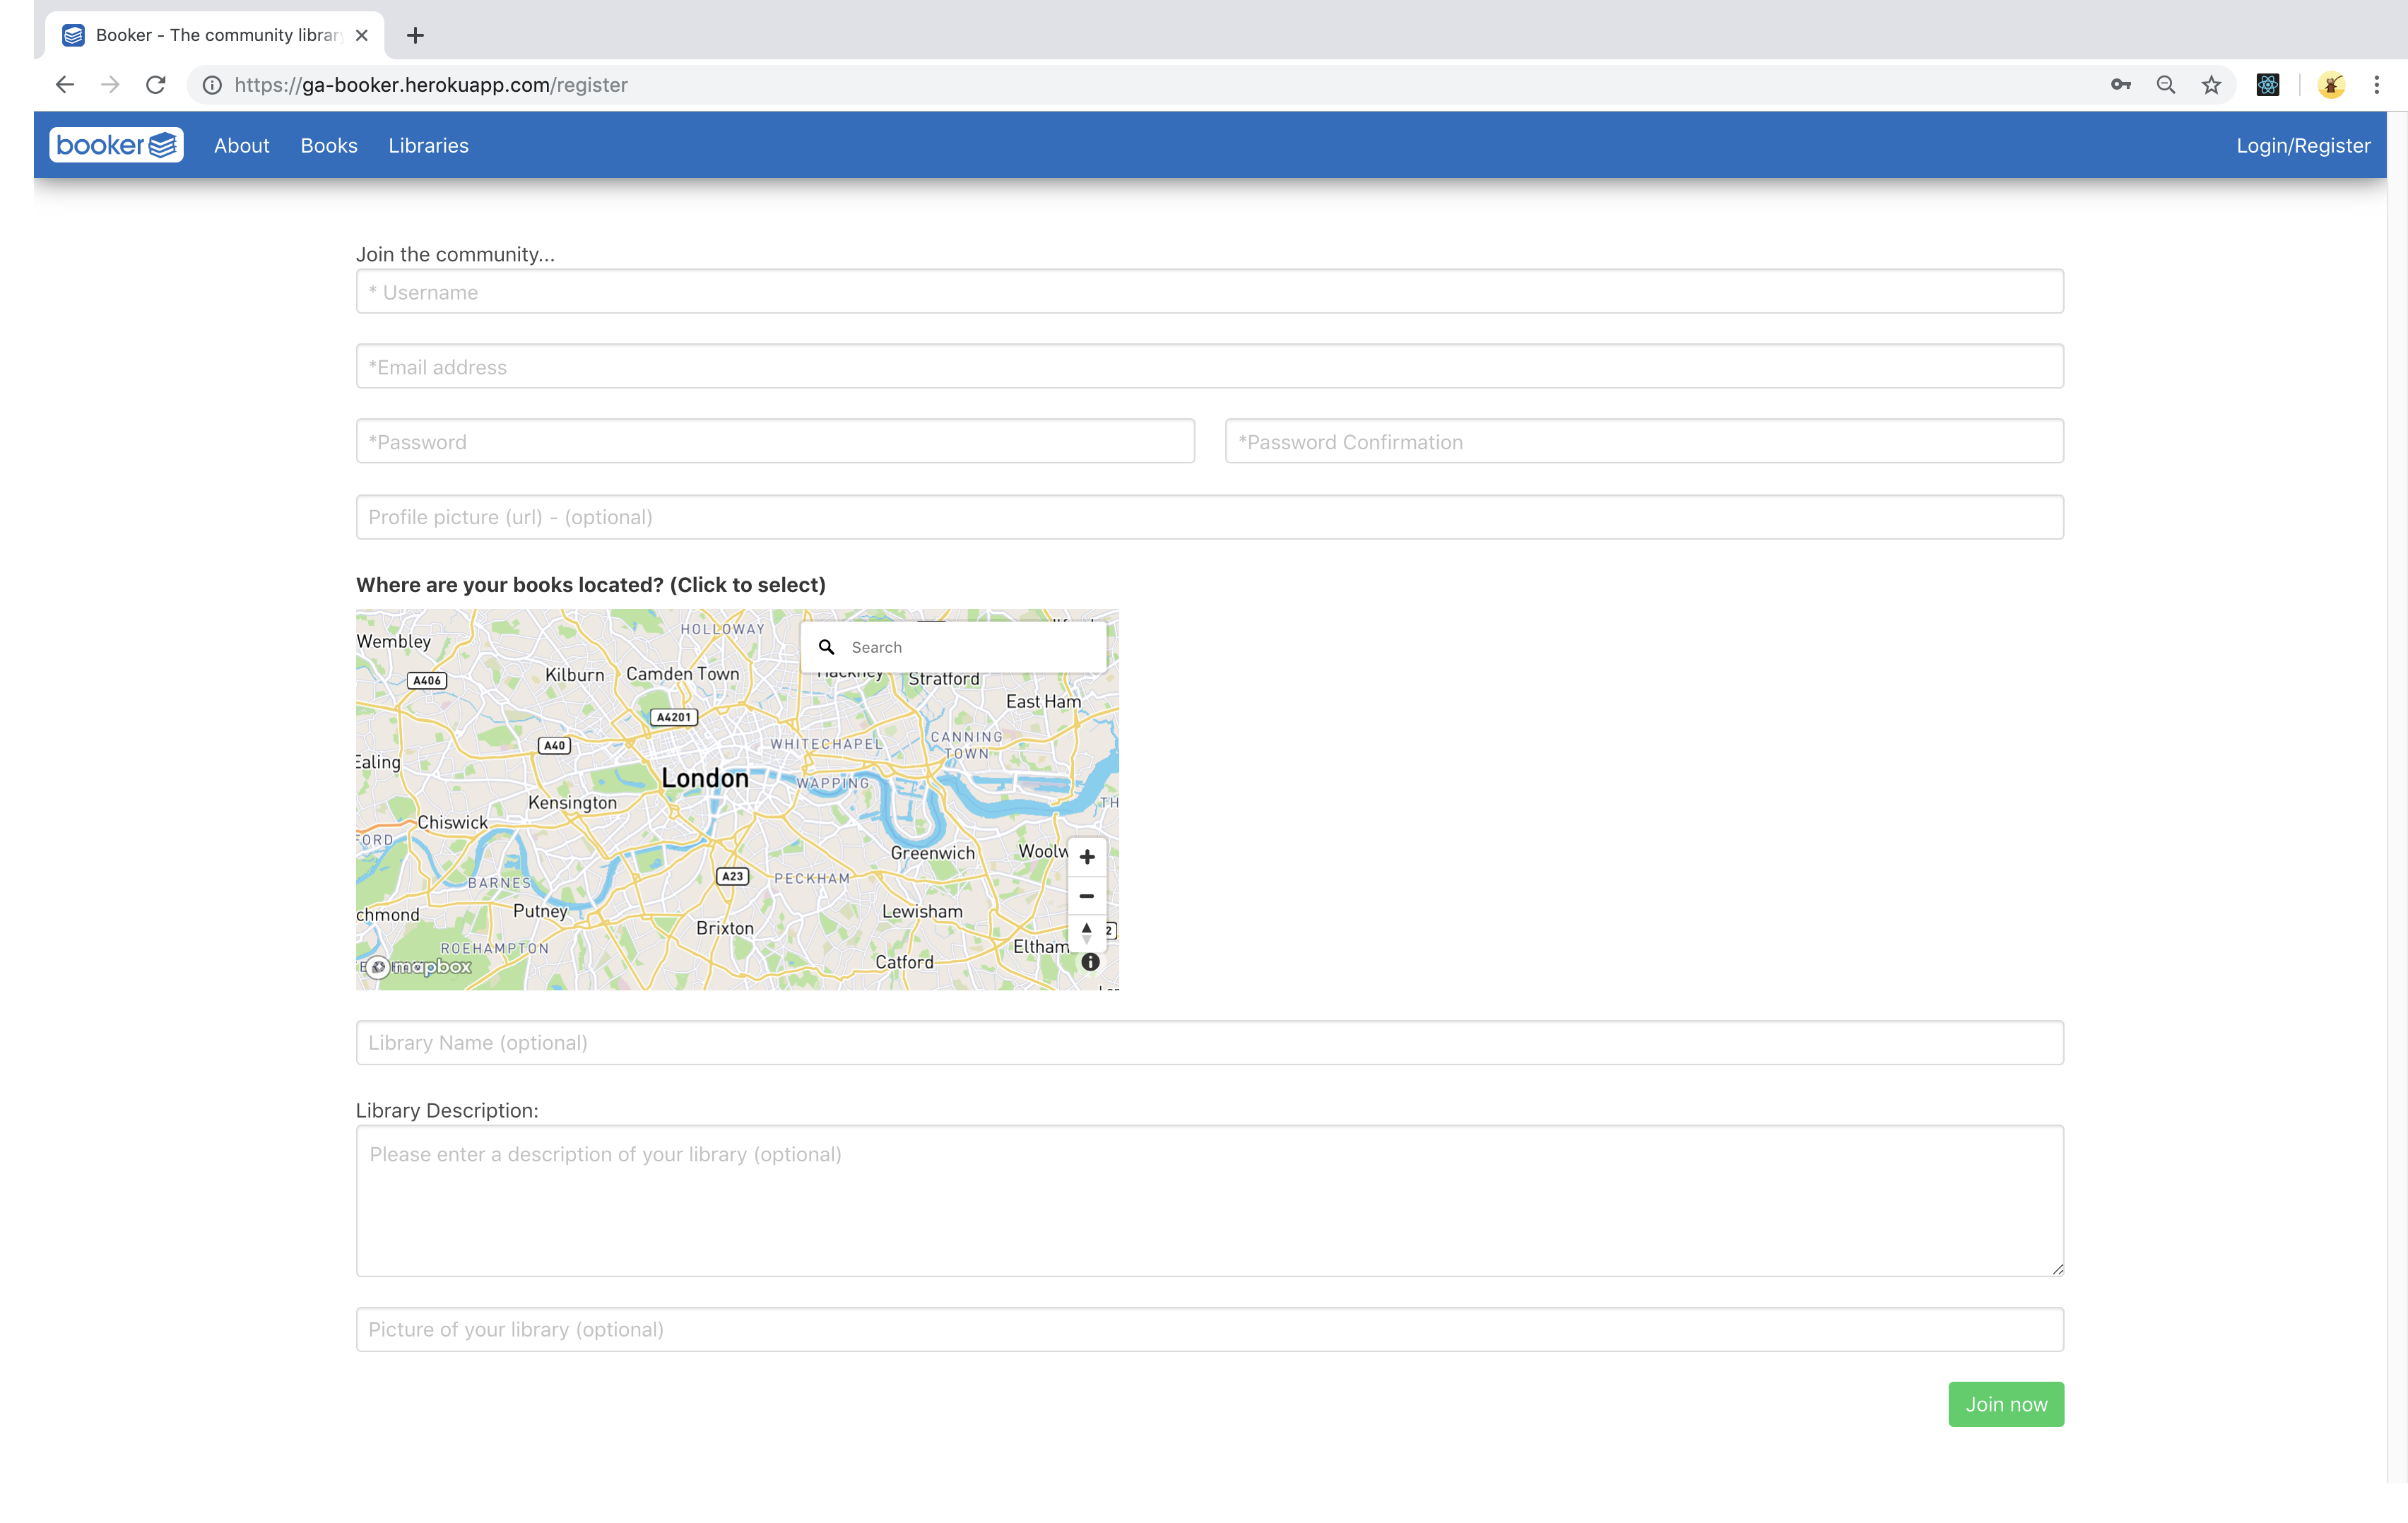 Booker - The community librar
https://ga-booker.herokuapp.com/register
booker About Books Libraries Login/Register
Join the community...
* Username
*Email address
*Password *Password Confirmation
Profile picture (url) - (optional)
Where are your books located? (Click to select)
HOLLOWAY
Wembley
Search
Kilburn Camden Town Hackney Stratford
A406
East Ham
A4201
A40 WHITECHAPEL CANNING TOWN
Ealing
London WAPPING
Kensington TH
Chiswick
FORD
Greenwich Woolw
A23 PECKHAM
BARNES
chmond Putney Lewisham
Brixton 2
ROEHAMPTON Eltham
mapbox Catford
Library Name (optional)
Library Description:
Please enter a description of your library (optional)
Picture of your library (optional)
Join now